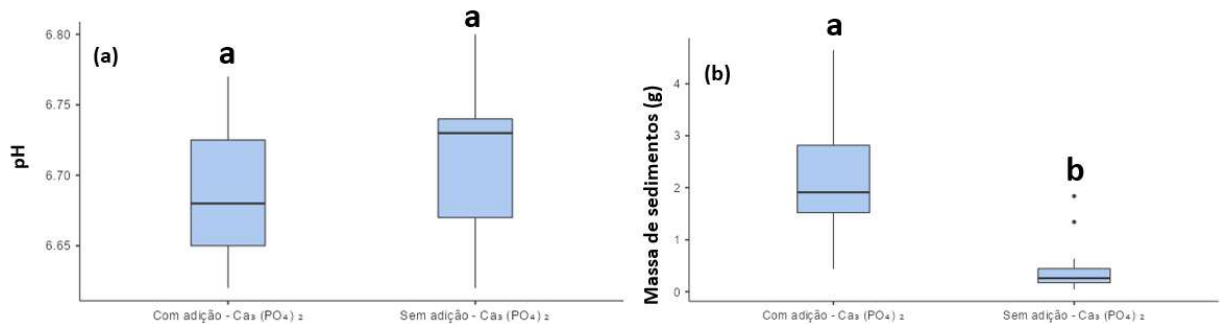 (a)
a
a
pH
6.80
6.75
6.70
6.65
Com adição - Ca₃ (PO₄) ₂
Sem adição - Ca₃ (PO₄) ₂
(b)
a
b
Massa de sedimentos (g)
4
3
2
1
0
Com adição - Ca₃ (PO₄) ₂
Sem adição - Ca₃ (PO₄) ₂